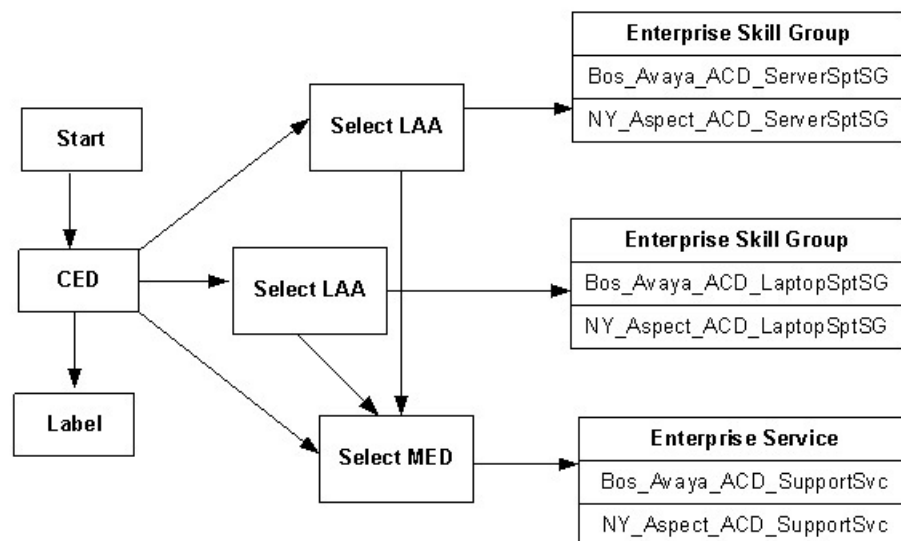 Enterprise Skill Group
Bos_Avaya_ACD_ServerSptSG
NY_Aspect_ACD_ServerSptSG
Select LAA
Start
Enterprise Skill Group
Bos_Avaya_ACD_LaptopSptSG
NY_Aspect_ACD_LaptopSptSG
CED
Select LAA
Label
Select MED
Enterprise Service
Bos_Avaya_ACD_SupportSvc
NY_Aspect_ACD_SupportSvc